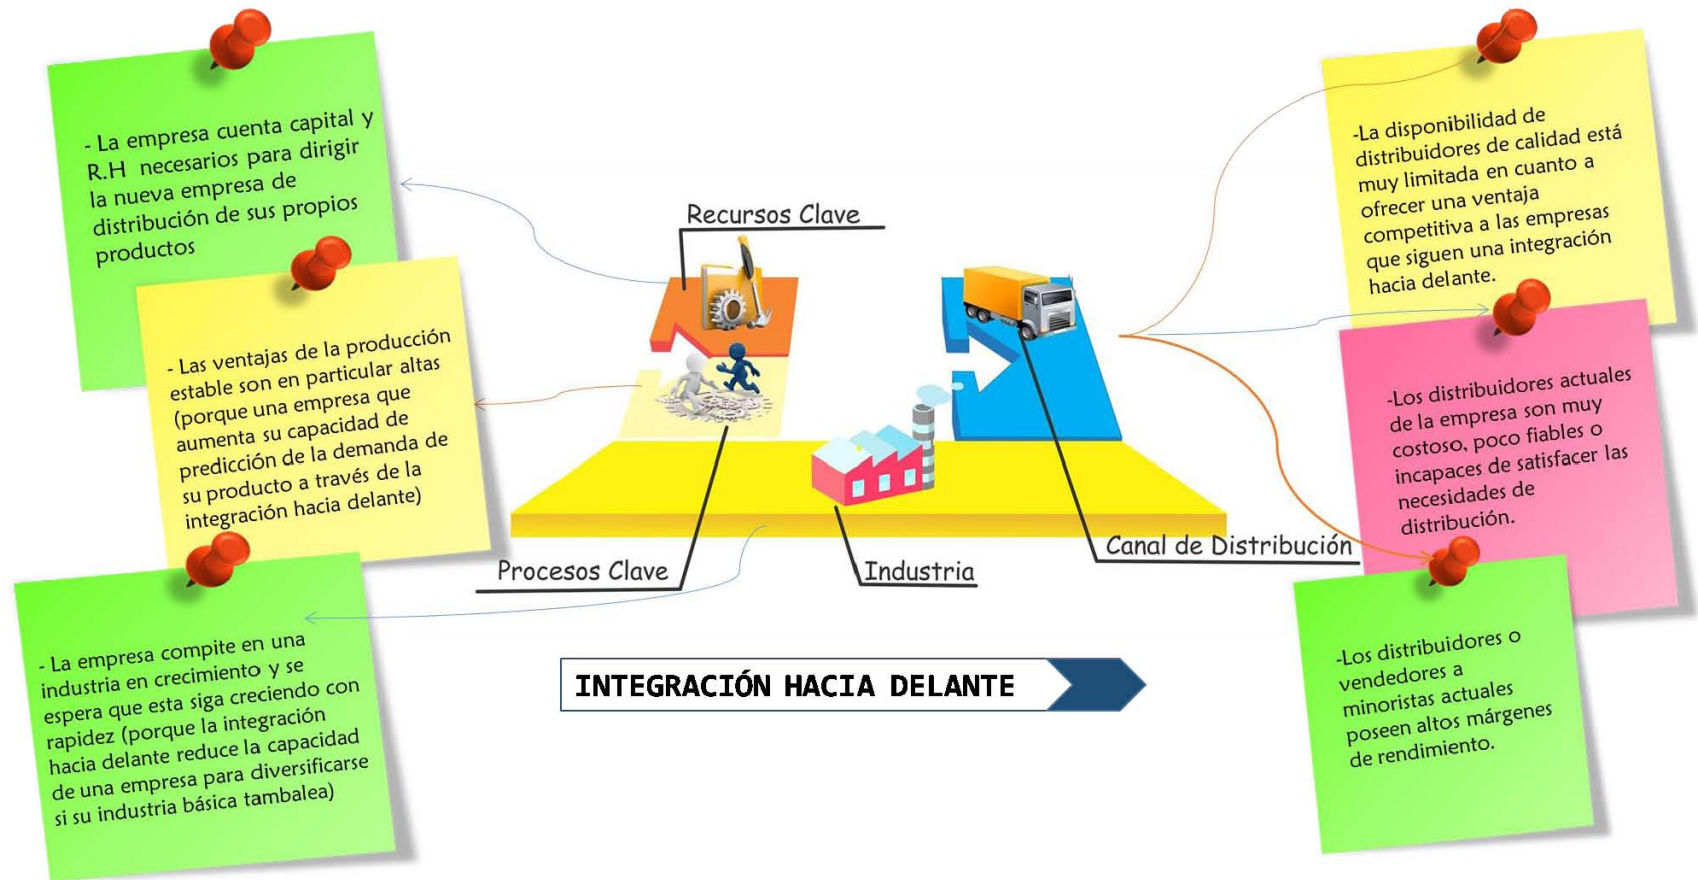 - La empresa cuenta capital y
R.H necesarios para dirigir
la nueva empresa de
distribución de sus propios
productos
- Las ventajas de la producción
estable son en particular altas
(porque una empresa que
aumenta su capacidad de
predicción de la demanda de
su producto a través de la
integración hacia delante)
- La empresa compite en una
industria en crecimiento y se
espera que esta siga creciendo con
rapidez (porque la integración
hacia delante reduce la capacidad
de una empresa para diversificarse
si su industria básica tambalea)
Recursos Clave
Procesos Clave
Industria
Canal de Distribución
INTEGRACIÓN HACIA DELANTE
-La disponibilidad de
distribuidores de calidad está
muy limitada en cuanto a
ofrecer una ventaja
competitiva a las empresas
que siguen una integración
hacia delante.
-Los distribuidores actuales
de la empresa son muy
costoso, poco fiables o
incapaces de satisfacer las
necesidades de
distribución.
-Los distribuidores o
vendedores a
minoristas actuales
poseen altos márgenes
de rendimiento.